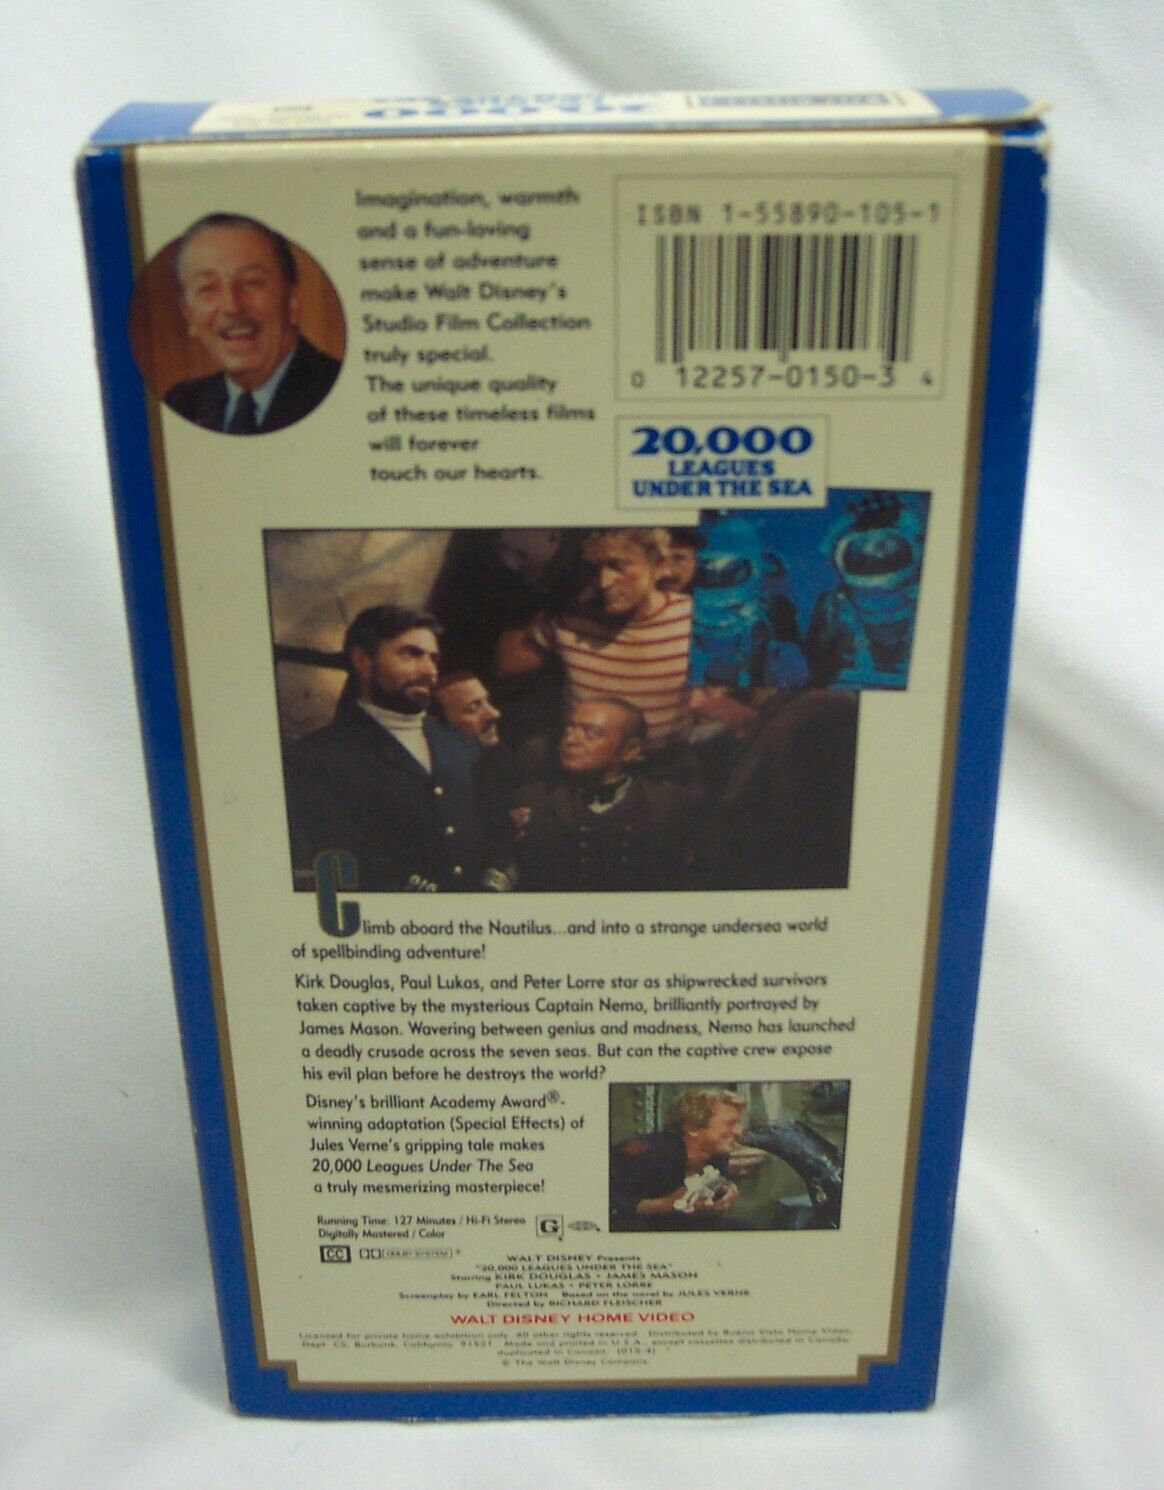 20,000
Imagination, warmth
and a fun-loving
sense of adventure
make Walt Disney's
Studio Film Collection
truly special.
The unique quality
of these timeless films
will forever
touch our hearts.
ISBN 1-55890-105-1
0 12257-0150-3 4
20,000
LEAGUES
UNDER THE SEA
Climb aboard the Nautilus...and into a strange undersea world
of spellbinding adventure!
Kirk Douglas, Paul Lukas, and Peter Lorre star as shipwrecked survivors
taken captive by the mysterious Captain Nemo, brilliantly portrayed by
James Mason. Wavering between genius and madness, Nemo has launched
a deadly crusade across the seven seas. But can the captive crew expose
his evil plan before he destroys the world?
Disney's brilliant Academy Award®-
winning adaptation (Special Effects) of
Jules Verne's gripping tale makes
20,000 Leagues Under The Sea
a truly mesmerizing masterpiece!
Running Time: 127 Minutes / Hi-Fi Stereo
Digitally Mastered / Color
G
CC DOLBY SYSTEM ®
WALT DISNEY Presents
"20,000 LEAGUES UNDER THE SEA"
Starring KIRK DOUGLAS • JAMES MASON
PAUL LUKAS • PETER LORRE
Screenplay by EARL FELTON Based on the novel by JULES VERNE
Directed by RICHARD FLEISCHER
WALT DISNEY HOME VIDEO
Licensed for private home exhibition only. All other rights reserved. Distributed by Buena Vista Home Video,
Dept. CS, Burbank, California 91521. Made and printed in U.S.A. except cassettes distributed in Canada,
duplicated in Canada.
© The Walt Disney Company.